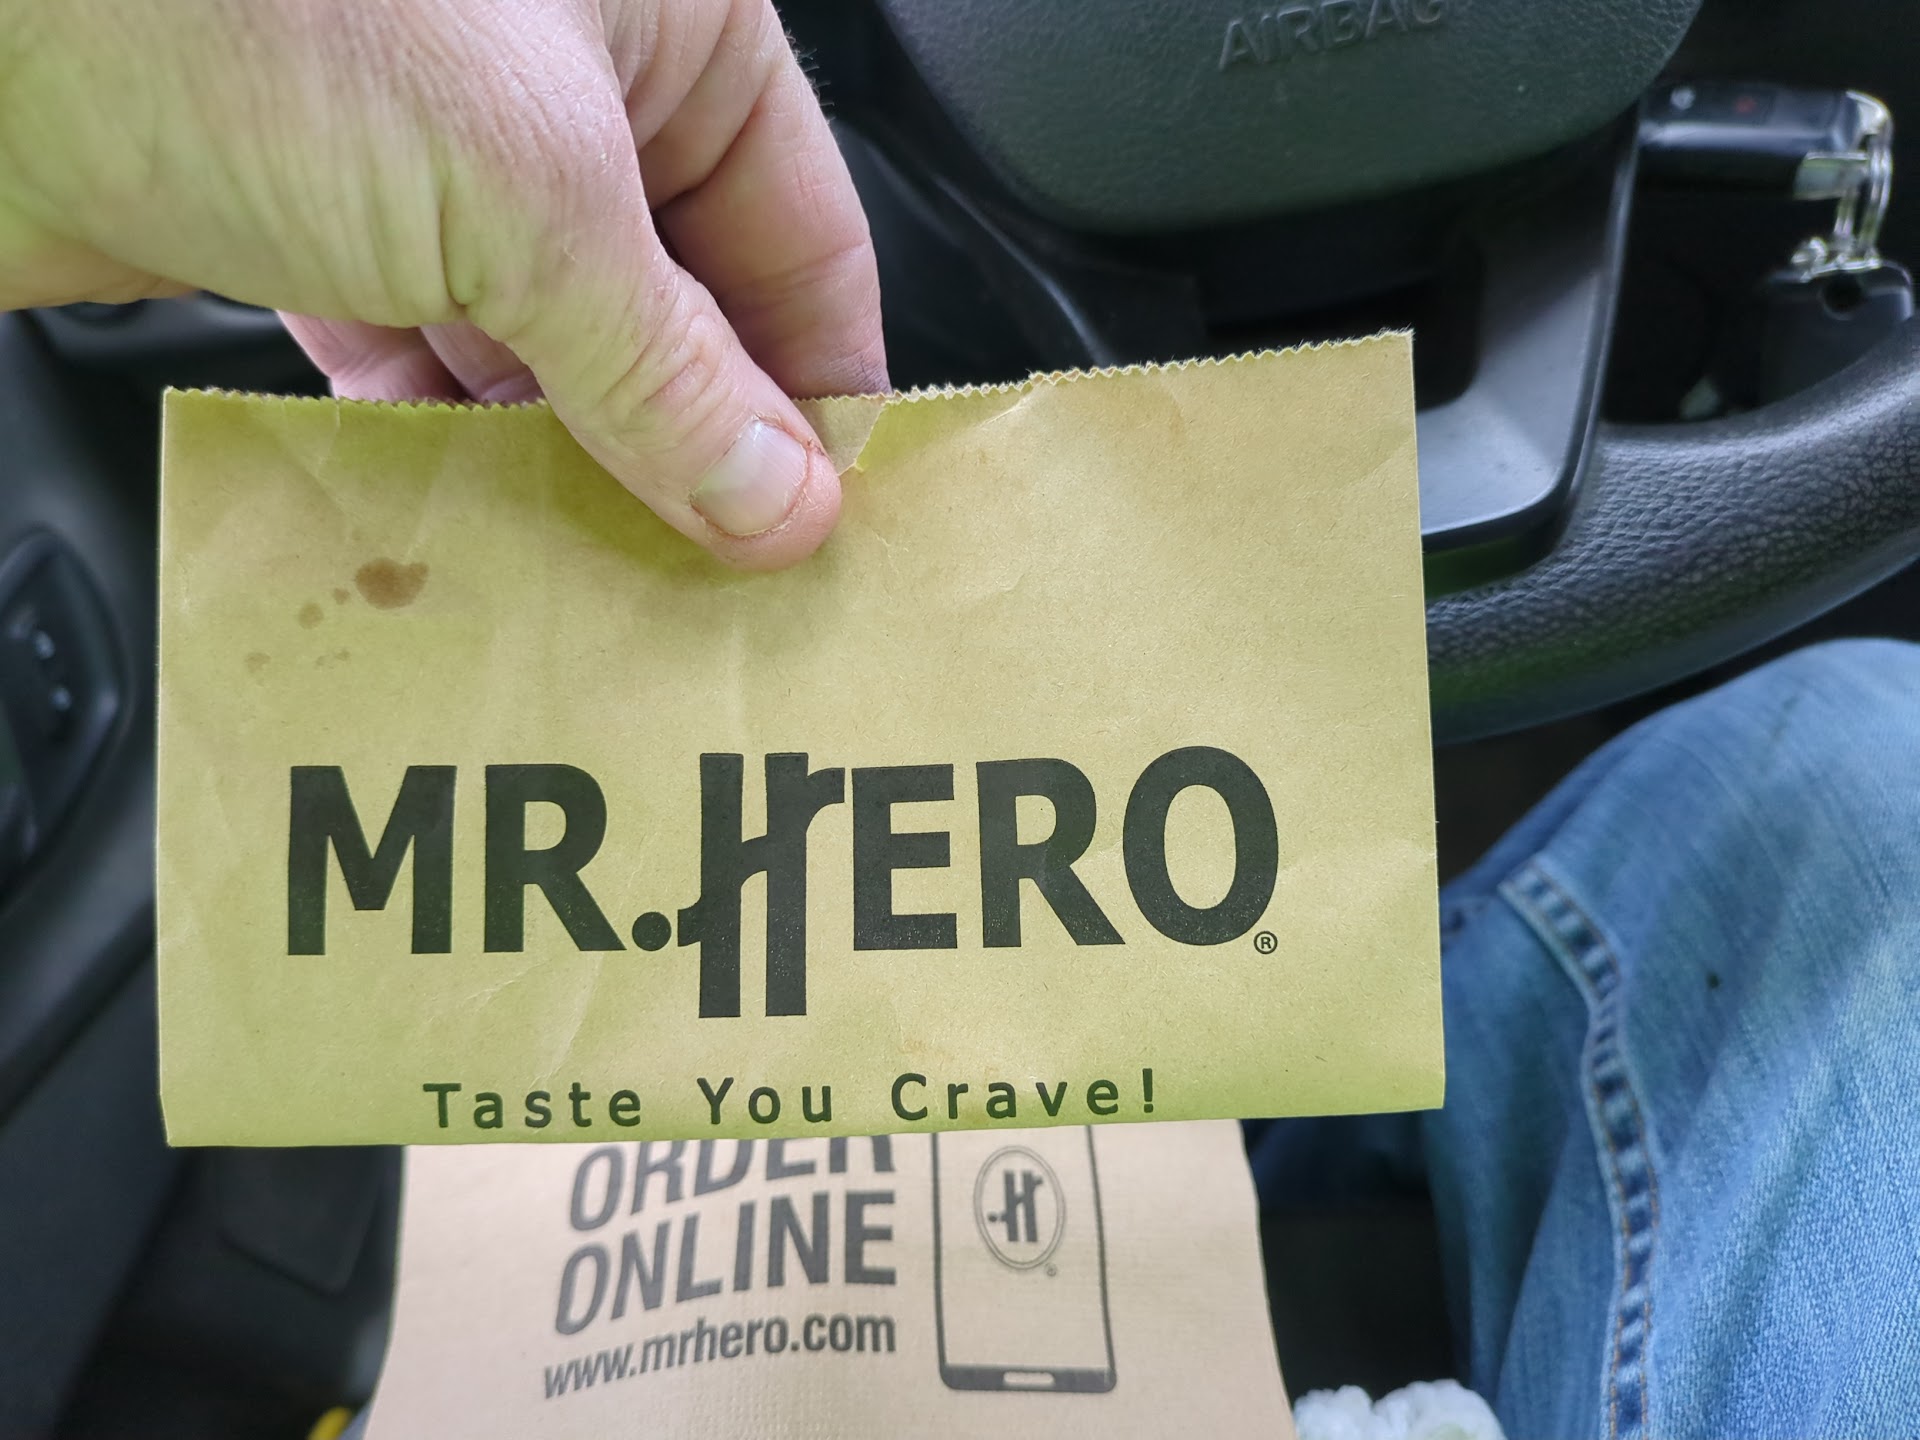 AIRBAG
MR. HERO®
Taste You Crave!
ORDER
ONLINE
www.mrhero.com
H
®